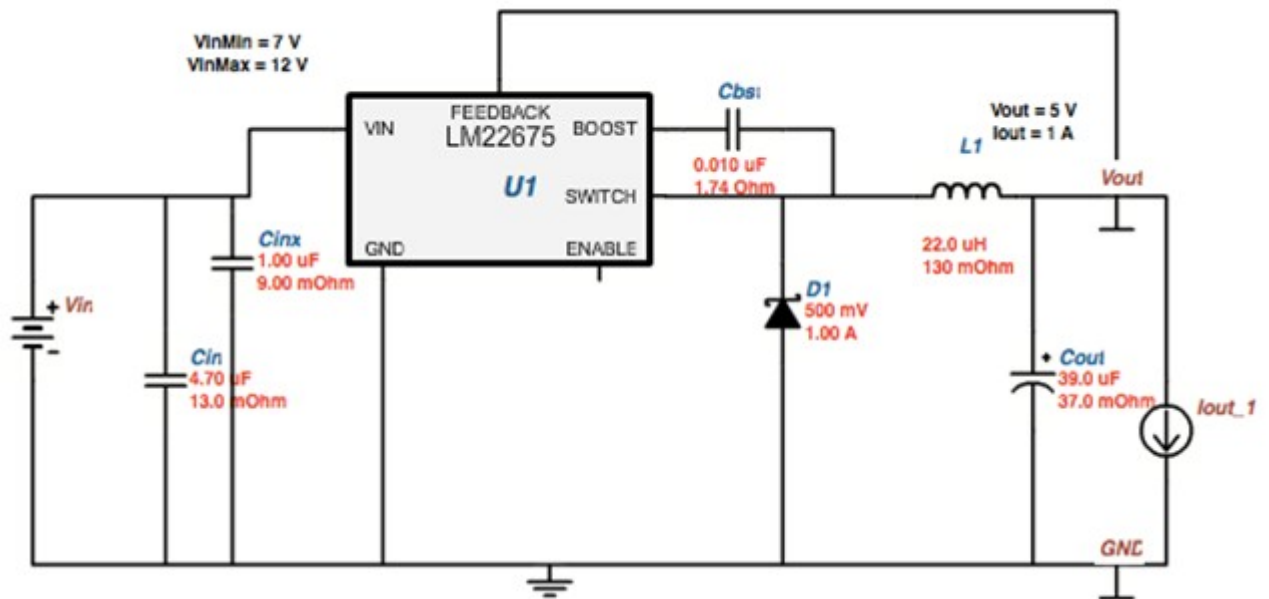 VinMin = 7 V
VinMax = 12 V
FEEDBACK
LM22675
VIN
BOOST
U1
SWITCH
GND
ENABLE
Cbst
0.010 uF
1.74 Ohm
Vout = 5 V
Iout = 1 A
L1
22.0 uH
130 mOhm
Vout
Cinx
1.00 uF
9.00 mOhm
+ Vin
-
Cin
4.70 uF
13.0 mOhm
D1
500 mV
1.00 A
+ Cout
39.0 uF
37.0 mOhm
Iout_1
GND